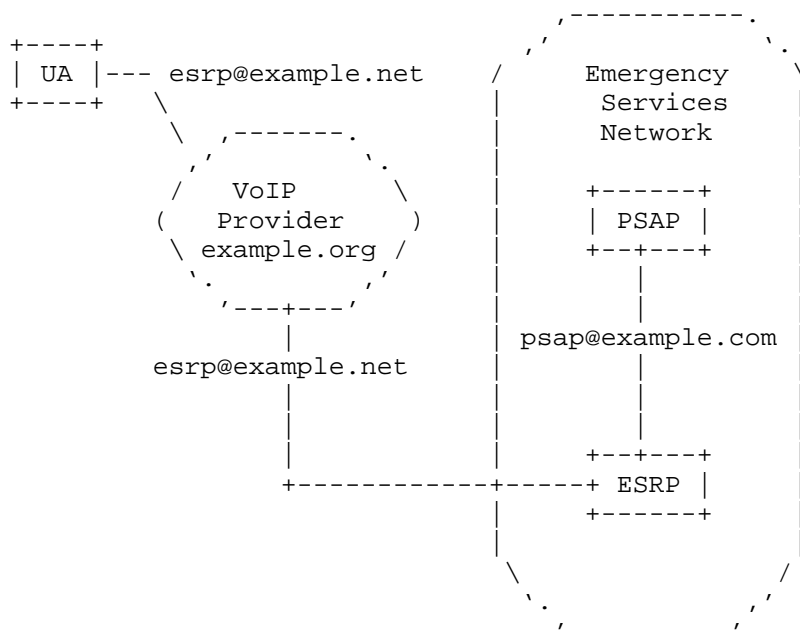 UA
esrp@example.net
Emergency
Services
Network
VoIP
Provider
example.org
PSAP
psap@example.com
esrp@example.net
ESRP